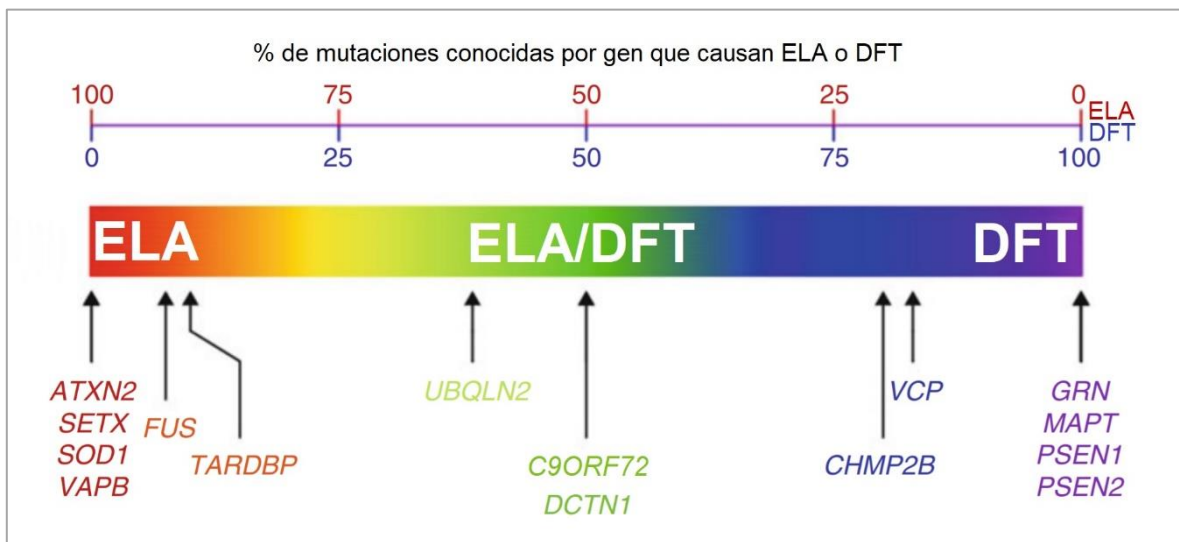 % de mutaciones conocidas por gen que causan ELA o DFT
100 75 50 25 0 ELA
0 25 50 75 100 DFT
ELA ELA/DFT DFT
ATXN2
SETX
SOD1
VAPB
FUS
TARDBP
UBQLN2
C9ORF72
DCTN1
CHMP2B
VCP
GRN
MAPT
PSEN1
PSEN2